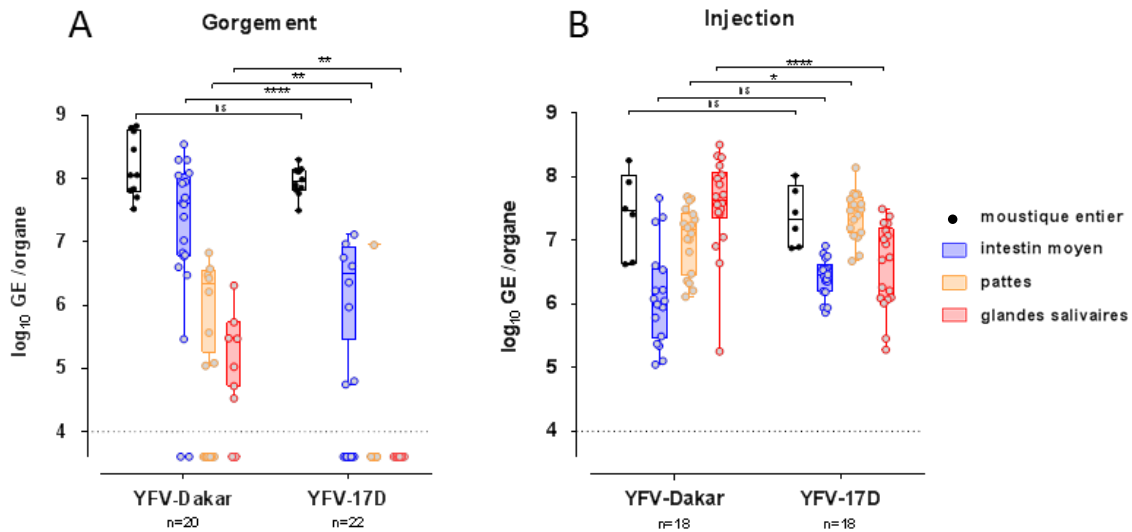 A
Gorgement
**
**
****
ns
log10 GE /organe
9
8
7
6
5
4
YFV-Dakar
n=20
YFV-17D
n=22
B
Injection
****
*
ns
ns
log10 GE /organe
9
8
7
6
5
4
YFV-Dakar
n=18
YFV-17D
n=18
moustique entier
intestin moyen
pattes
glandes salivaires